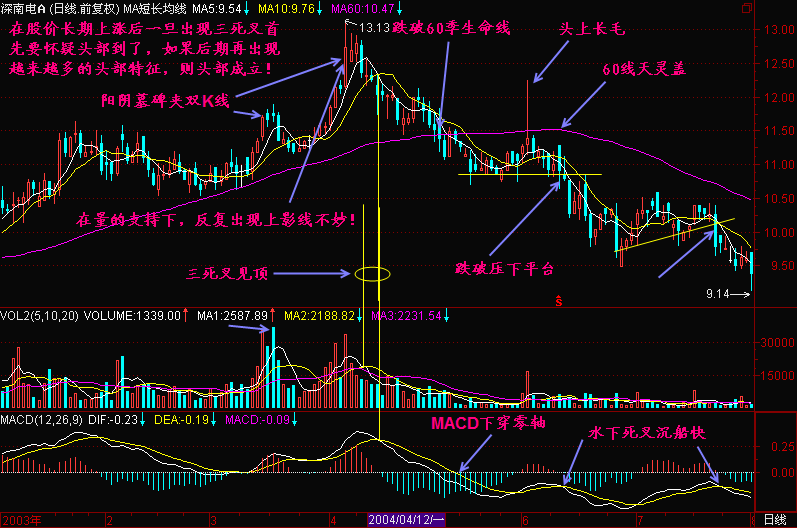 深南电A (日线.前复权) MA短长均线 MA5:9.54↓ MA10:9.76↓ MA60:10.47↓
在股价长期上涨后一旦出现三死叉首
先要怀疑头部到了，如果后期再出现
越来越多的头部特征，则头部成立！
13.13
跌破60季生命线
头上长毛
60线天灵盖
阳阴墓碑夹双K线
在量的支持下，反复出现上影线不妙！
三死叉见顶
跌破压下平台
9.14
S
13.00
12.50
12.00
11.50
11.00
10.50
10.00
9.50
VOL2(5,10,20) VOLUME:1339.00↑ MA1:2587.89↑ MA2:2188.82↓ MA3:2231.54↓
30000
15000
MACD(12,26,9) DIF:-0.23↓ DEA:-0.19↓ MACD:-0.09↓
MACD下穿零轴
水下死叉沉船快
0.25
0.00
2003年 2 3 4 2004/04/12/一 6 7 日线